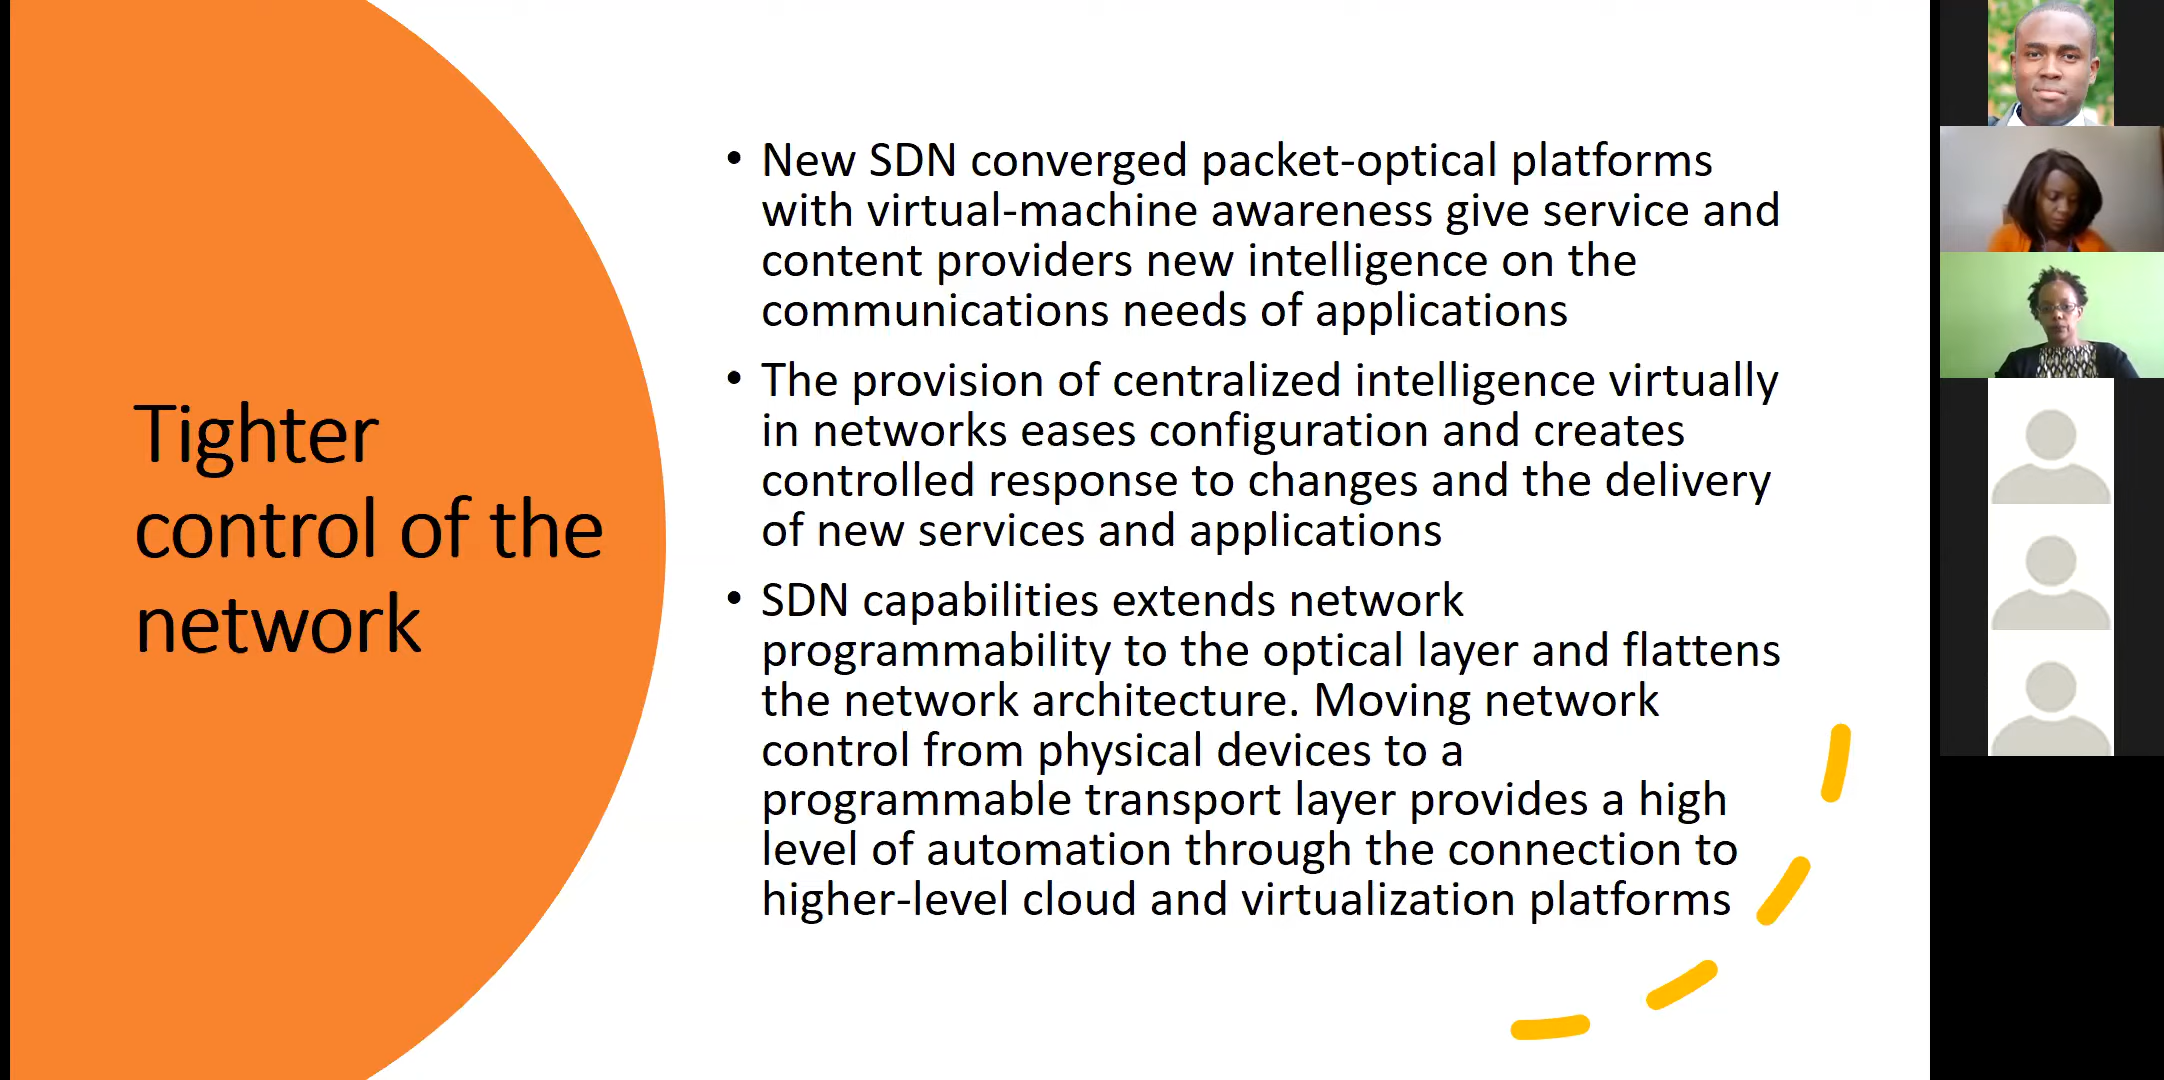 Tighter
control of the
network
• New SDN converged packet-optical platforms
with virtual-machine awareness give service and
content providers new intelligence on the
communications needs of applications
• The provision of centralized intelligence virtually
in networks eases configuration and creates
controlled response to changes and the delivery
of new services and applications
• SDN capabilities extends network
programmability to the optical layer and flattens
the network architecture. Moving network
control from physical devices to a
programmable transport layer provides a high
level of automation through the connection to
higher-level cloud and virtualization platforms